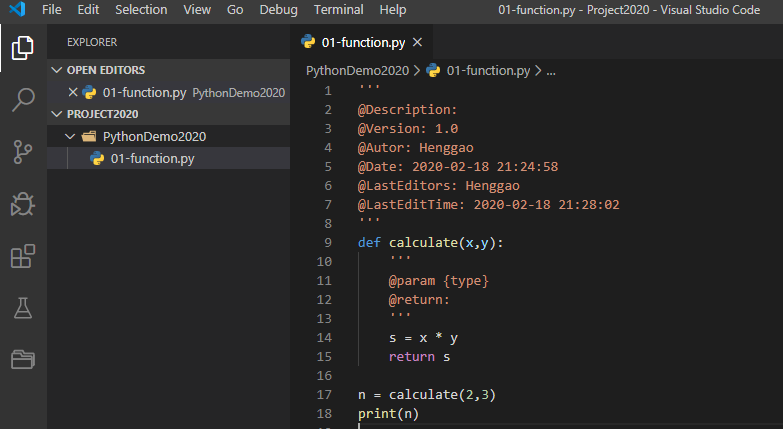 File Edit Selection View Go Debug Terminal Help 01-function.py - Project2020 - Visual Studio Code
EXPLORER
OPEN EDITORS
01-function.py PythonDemo2020
PROJECT2020
PythonDemo2020
01-function.py
01-function.py
PythonDemo2020 > 01-function.py > ...
1 '''
2 @Description:
3 @Version: 1.0
4 @Autor: Henggao
5 @Date: 2020-02-18 21:24:58
6 @LastEditors: Henggao
7 @LastEditTime: 2020-02-18 21:28:02
8 '''
9 def calculate(x,y):
10     '''
11     @param {type}
12     @return:
13     '''
14     s = x * y
15     return s
16
17 n = calculate(2,3)
18 print(n)